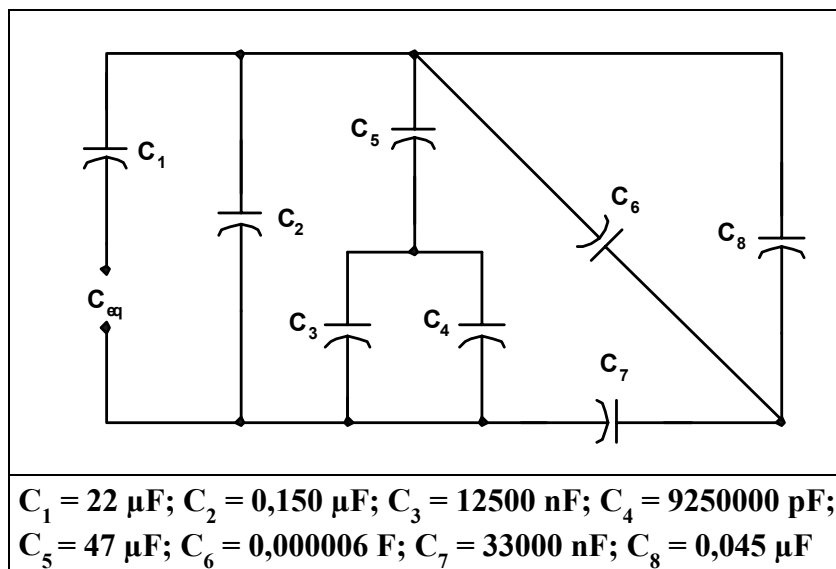 C₁
C₂
C₅
C₆
C₈
C_eq
C₃
C₄
C₇
C₁ = 22 µF; C₂ = 0,150 µF; C₃ = 12500 nF; C₄ = 9250000 pF;
C₅ = 47 µF; C₆ = 0,000006 F; C₇ = 33000 nF; C₈ = 0,045 µF